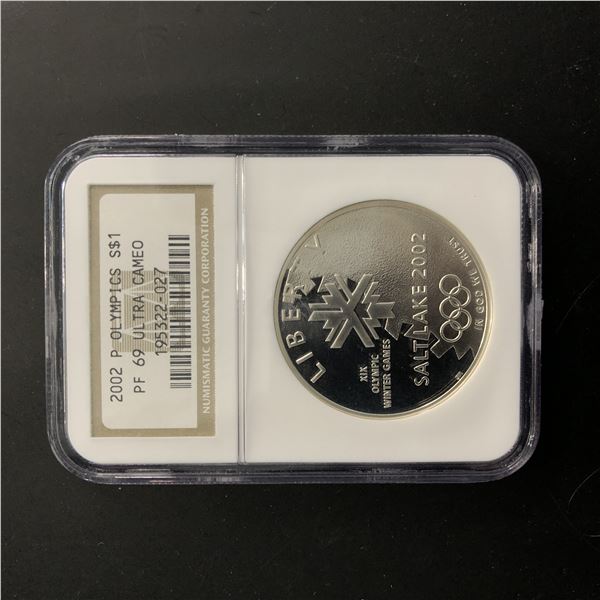 2002 P OLYMPICS S$1
PF 69 ULTRA CAMEO
195322-027
NUMISMATIC GUARANTY CORPORATION
LIBER
XIX
OLYMPIC
WINTER GAMES
SALT LAKE 2002
IN GOD WE TRUST